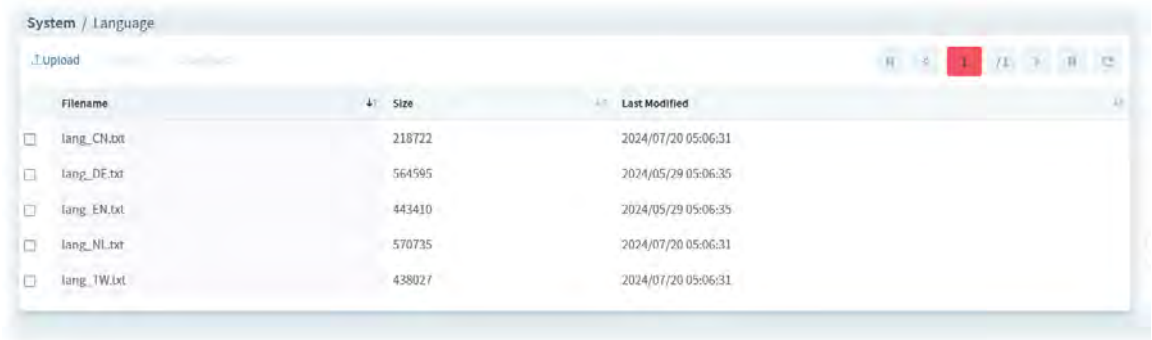 System / Language
Upload
1 /1
Filename Size Last Modified
lang_CN.txt 218722 2024/07/20 05:06:31
lang_DE.txt 564595 2024/05/29 05:06:35
lang_EN.txt 443410 2024/05/29 05:06:35
lang_NL.txt 570735 2024/07/20 05:06:31
lang_TW.txt 438027 2024/07/20 05:06:31